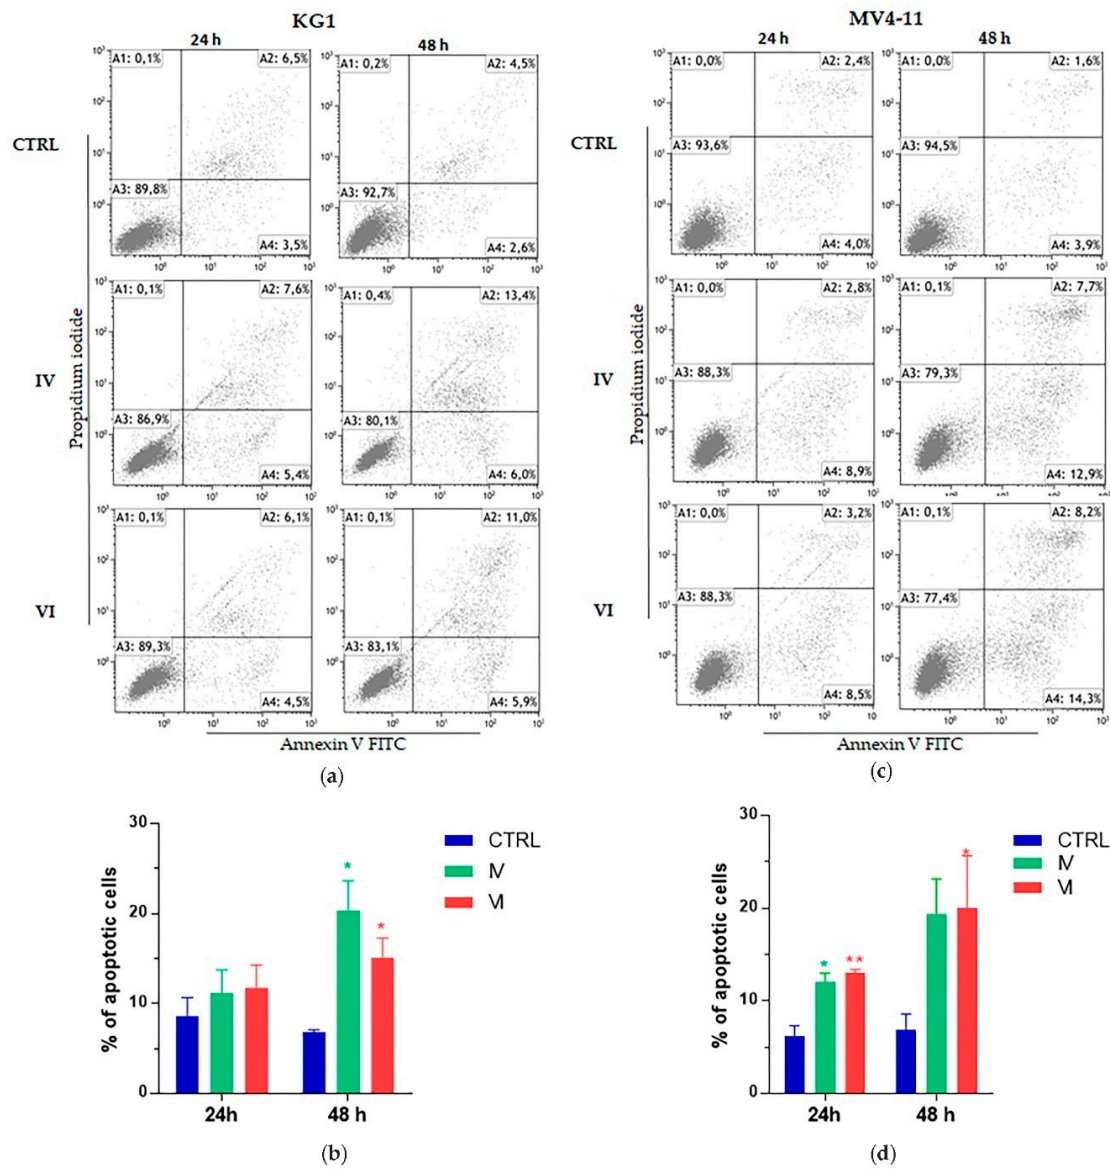 KG1
24 h
48 h
MV4-11
24 h
48 h
CTRL
IV
VI
Propidium iodide
A1: 0,1%
A2: 6,5%
A3: 89,8%
A4: 3,5%
A1: 0,2%
A2: 4,5%
A3: 92,7%
A4: 2,6%
A1: 0,1%
A2: 7,6%
A3: 86,9%
A4: 5,4%
A1: 0,4%
A2: 13,4%
A3: 80,1%
A4: 6,0%
A1: 0,1%
A2: 6,1%
A3: 89,3%
A4: 4,5%
A1: 0,1%
A2: 11,0%
A3: 83,1%
A4: 5,9%
Annexin V FITC
(a)
CTRL
IV
VI
Propidium iodide
A1: 0,0%
A2: 2,4%
A3: 93,6%
A4: 4,0%
A1: 0,0%
A2: 1,6%
A3: 94,5%
A4: 3,9%
A1: 0,0%
A2: 2,8%
A3: 88,3%
A4: 8,9%
A1: 0,1%
A2: 7,7%
A3: 79,3%
A4: 12,9%
A1: 0,0%
A2: 3,2%
A3: 88,3%
A4: 8,5%
A1: 0,1%
A2: 8,2%
A3: 77,4%
A4: 14,3%
Annexin V FITC
(c)
% of apoptotic cells
30
20
10
0
24h
48 h
* *
CTRL
IV
VI
(b)
% of apoptotic cells
30
20
10
0
24h
48 h
* ** *
CTRL
IV
VI
(d)